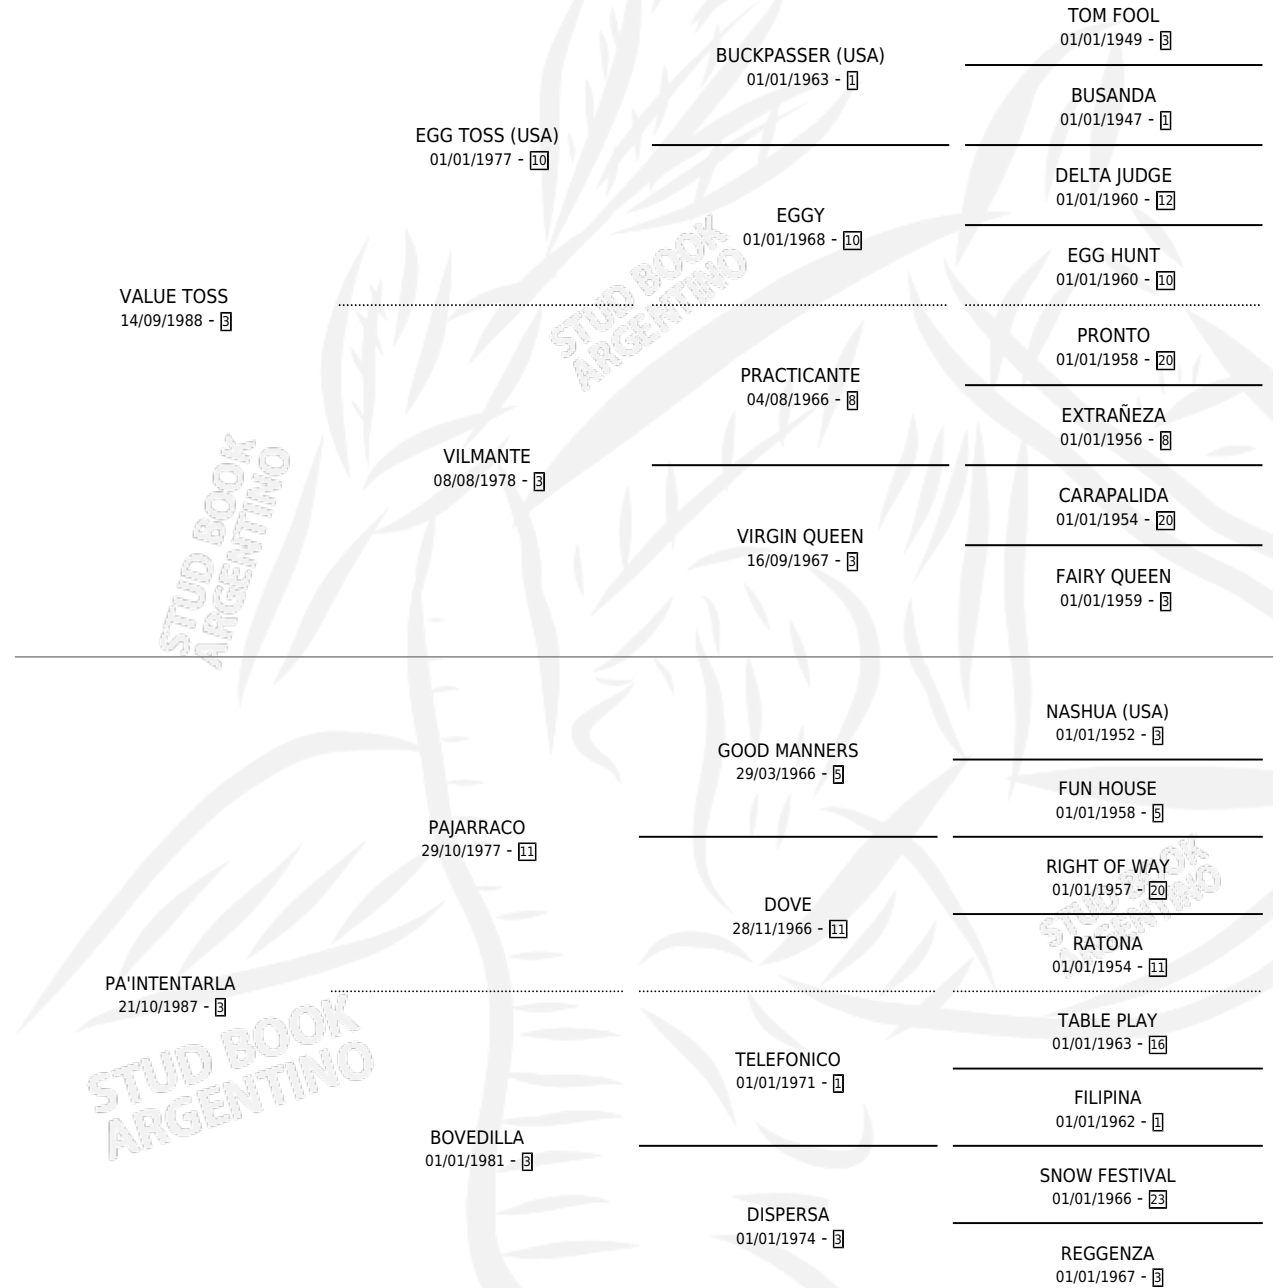 TOM FOOL
01/01/1949 - 3
BUCKPASSER (USA)
01/01/1963 - 1
BUSANDA
01/01/1947 - 1
EGG TOSS (USA)
01/01/1977 - 10
DELTA JUDGE
01/01/1960 - 12
EGGY
01/01/1968 - 10
EGG HUNT
01/01/1960 - 10
VALUE TOSS
14/09/1988 - 3
STUD BOOK
ARGENTINO
PRONTO
01/01/1958 - 20
PRACTICANTE
04/08/1966 - 8
EXTRAÑEZA
01/01/1956 - 8
VILMANTE
08/08/1978 - 3
CARAPALIDA
01/01/1954 - 20
VIRGIN QUEEN
16/09/1967 - 3
FAIRY QUEEN
01/01/1959 - 3
STUD BOOK
ARGENTINO
NASHUA (USA)
01/01/1952 - 3
GOOD MANNERS
29/03/1966 - 5
FUN HOUSE
01/01/1958 - 5
PAJARRACO
29/10/1977 - 11
RIGHT OF WAY
01/01/1957 - 20
DOVE
28/11/1966 - 11
RATONA
01/01/1954 - 11
STUD BOOK
ARGENTINO
PA'INTENTARLA
21/10/1987 - 3
TABLE PLAY
01/01/1963 - 16
TELEFONICO
01/01/1971 - 1
FILIPINA
01/01/1962 - 1
STUD BOOK
ARGENTINO
BOVEDILLA
01/01/1981 - 3
SNOW FESTIVAL
01/01/1966 - 23
DISPERSA
01/01/1974 - 3
REGGENZA
01/01/1967 - 3